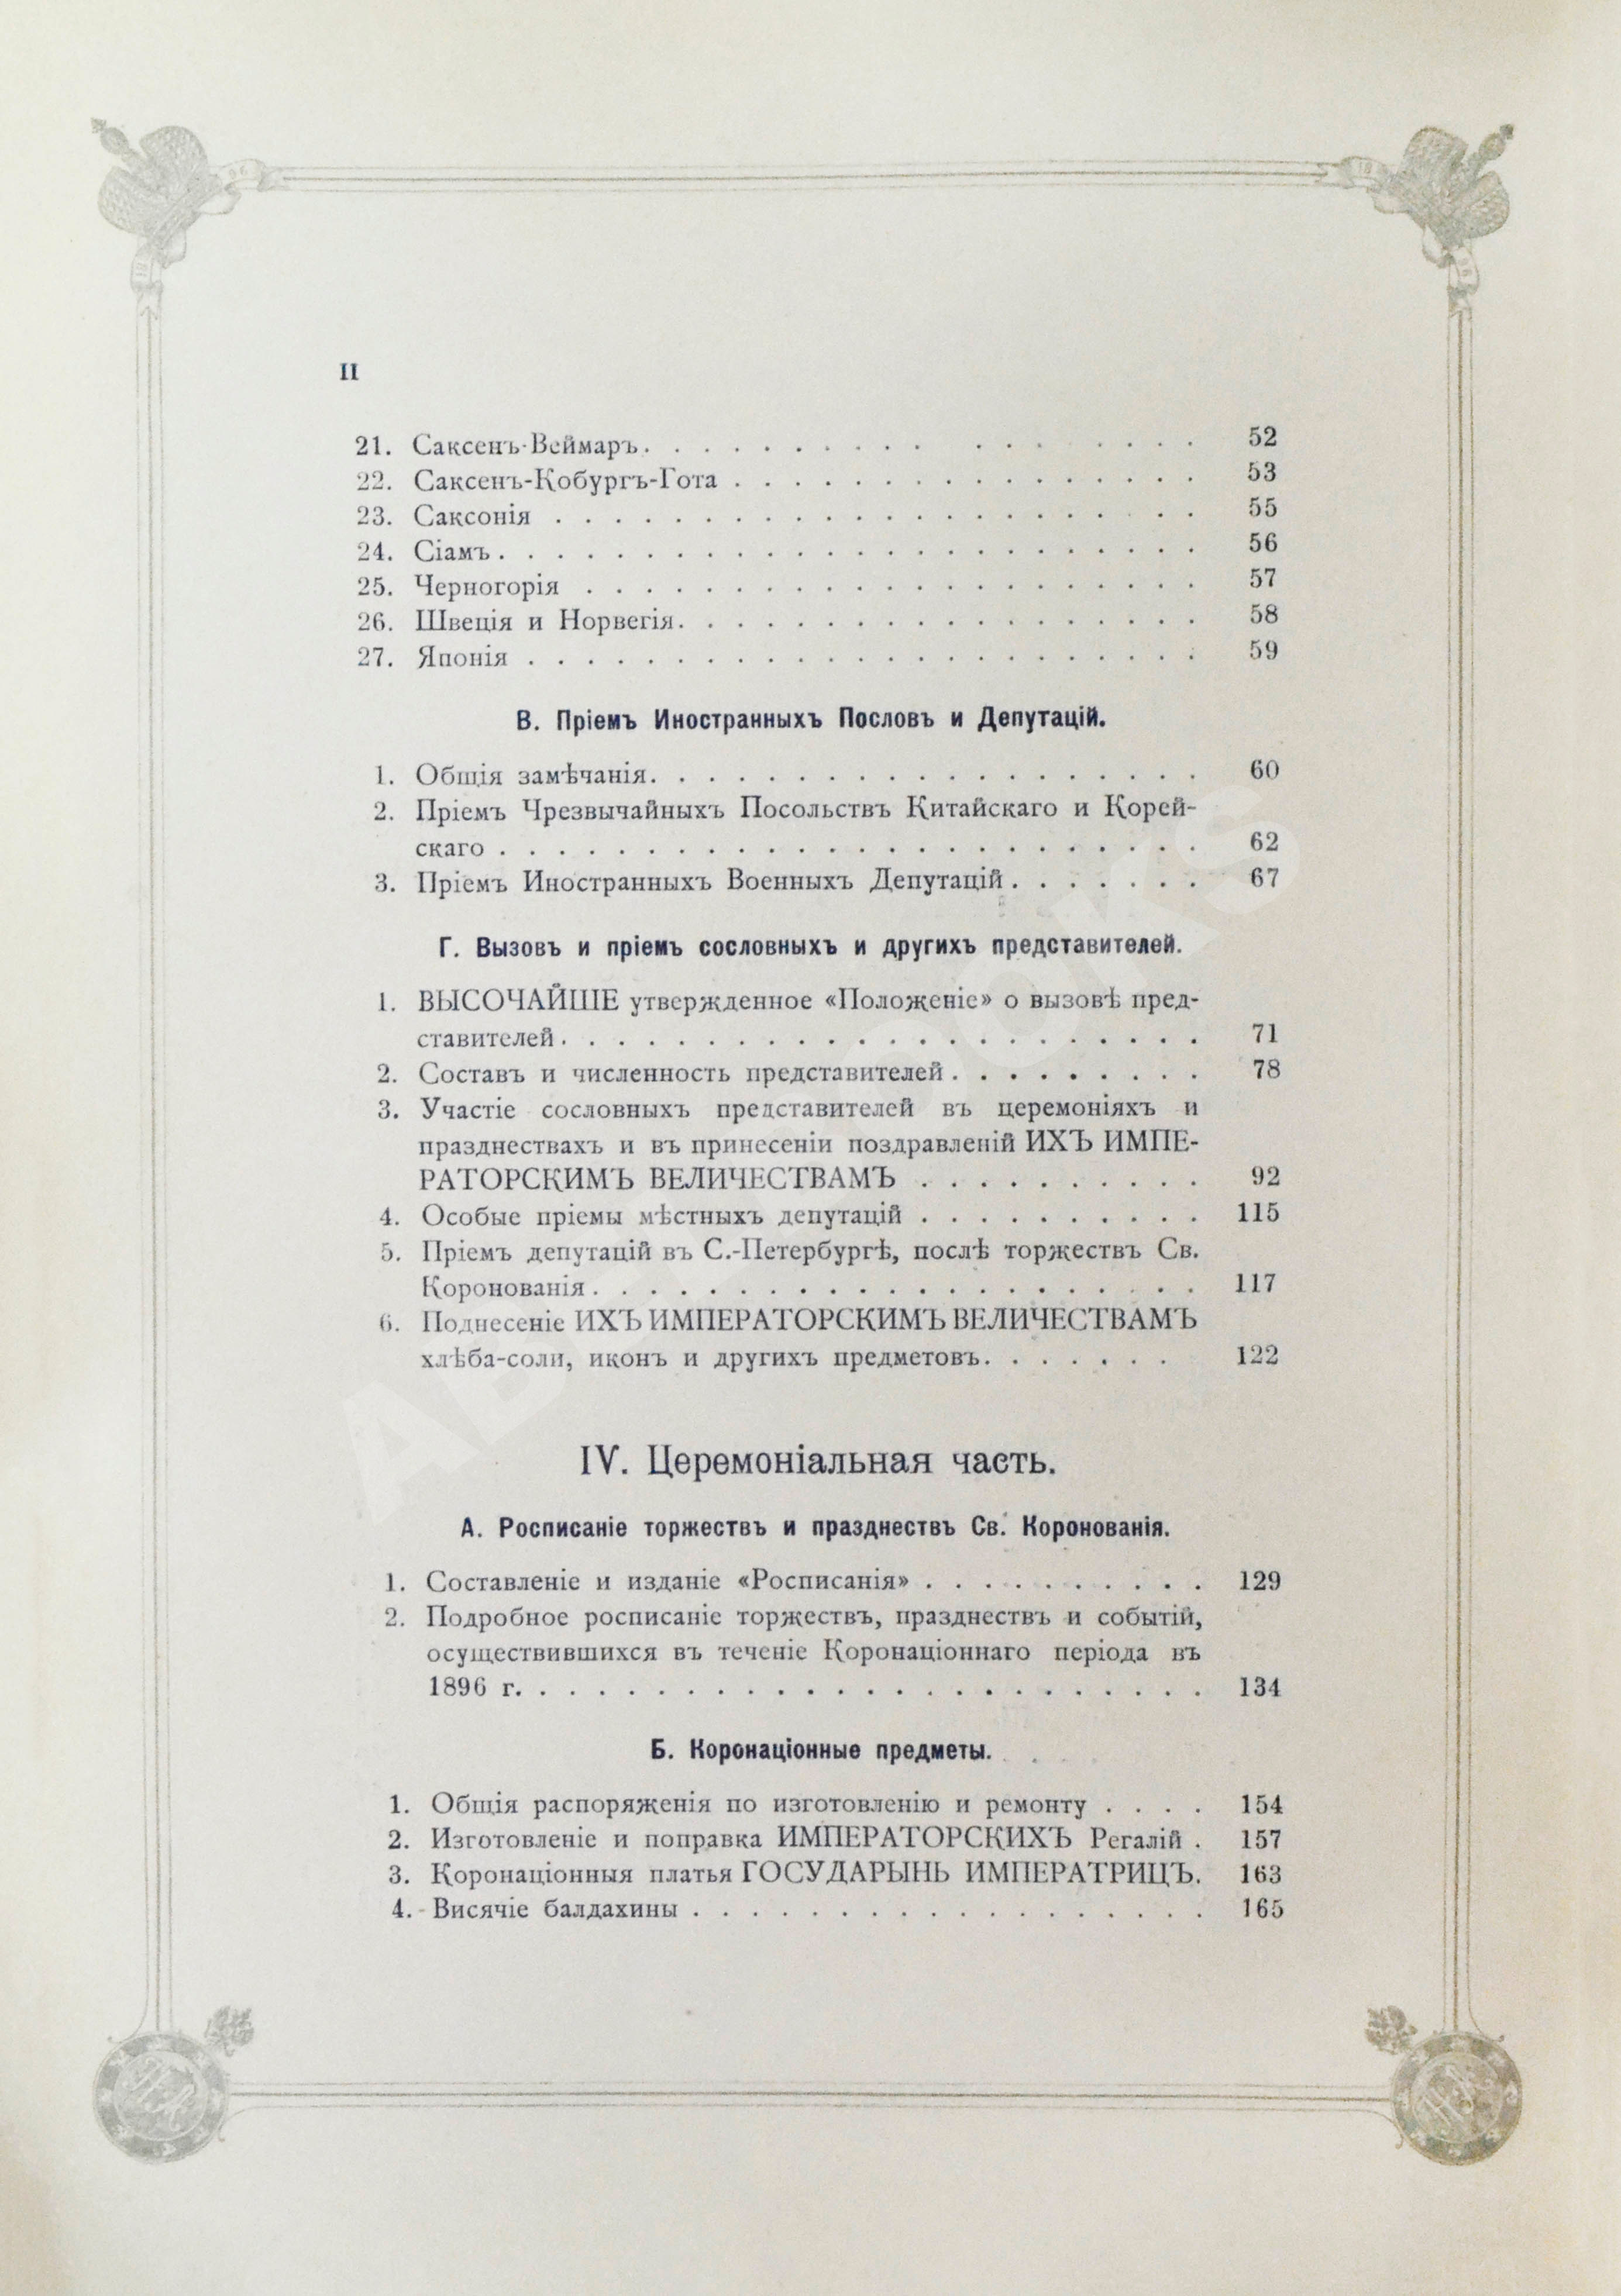 II
21. Саксенъ-Веймаръ. . . . . . . . . . . . . . . . . 52
22. Саксенъ-Кобургъ-Гота . . . . . . . . . . . . . . . . 53
23. Саксонія . . . . . . . . . . . . . . . . . . . . . . 55
24. Сіамъ . . . . . . . . . . . . . . . . . . . . . . . . 56
25. Черногорія . . . . . . . . . . . . . . . . . . . . . 57
26. Швеція и Норвегія. . . . . . . . . . . . . . . . . . 58
27. Японія . . . . . . . . . . . . . . . . . . . . . . . 59
В. Пріемъ Иностранныхъ Пословъ и Депутацій.
1. Общія замѣчанія. . . . . . . . . . . . . . . . . . . 60
2. Пріемъ Чрезвычайныхъ Посольствъ Китайскаго и Корей-
скаго . . . . . . . . . . . . . . . . . . . . . . . . 62
3. Пріемъ Иностранныхъ Военныхъ Депутацій . . . . . . . 67
Г. Вызовъ и пріемъ сословныхъ и другихъ представителей.
1. ВЫСОЧАЙШЕ утвержденное «Положеніе» о вызовѣ пред-
ставителей . . . . . . . . . . . . . . . . . . . . . . 71
2. Составъ и численность представителей . . . . . . . . . 78
3. Участіе сословныхъ представителей въ церемоніяхъ и
празднествахъ и въ принесеніи поздравленій ИХЪ ИМПЕ-
РАТОРСКИМЪ ВЕЛИЧЕСТВАМЪ . . . . . . . . . . 92
4. Особые пріемы мѣстныхъ депутацій . . . . . . . . . . 115
5. Пріемъ депутацій въ С.-Петербургѣ, послѣ торжествъ Св.
Коронованія . . . . . . . . . . . . . . . . . . . . . 117
6. Поднесеніе ИХЪ ИМПЕРАТОРСКИМЪ ВЕЛИЧЕСТВАМЪ
хлѣба-соли, иконъ и другихъ предметовъ. . . . . . . 122
IV. Церемоніальная часть.
А. Росписаніе торжествъ и празднествъ Св. Коронованія.
1. Составленіе и изданіе «Росписанія» . . . . . . . . . . 129
2. Подробное росписаніе торжествъ, празднествъ и событій,
осуществившихся въ теченіе Коронаціоннаго періода въ
1896 г. . . . . . . . . . . . . . . . . . . . . . . . 134
Б. Коронаціонные предметы.
1. Общія распоряженія по изготовленію и ремонту . . . . 154
2. Изготовленіе и поправка ИМПЕРАТОРСКИХЪ Регалій . 157
3. Коронаціонныя платья ГОСУДАРЫНЬ ИМПЕРАТРИЦЪ. 163
4. Висячіе балдахины . . . . . . . . . . . . . . . . . . 165